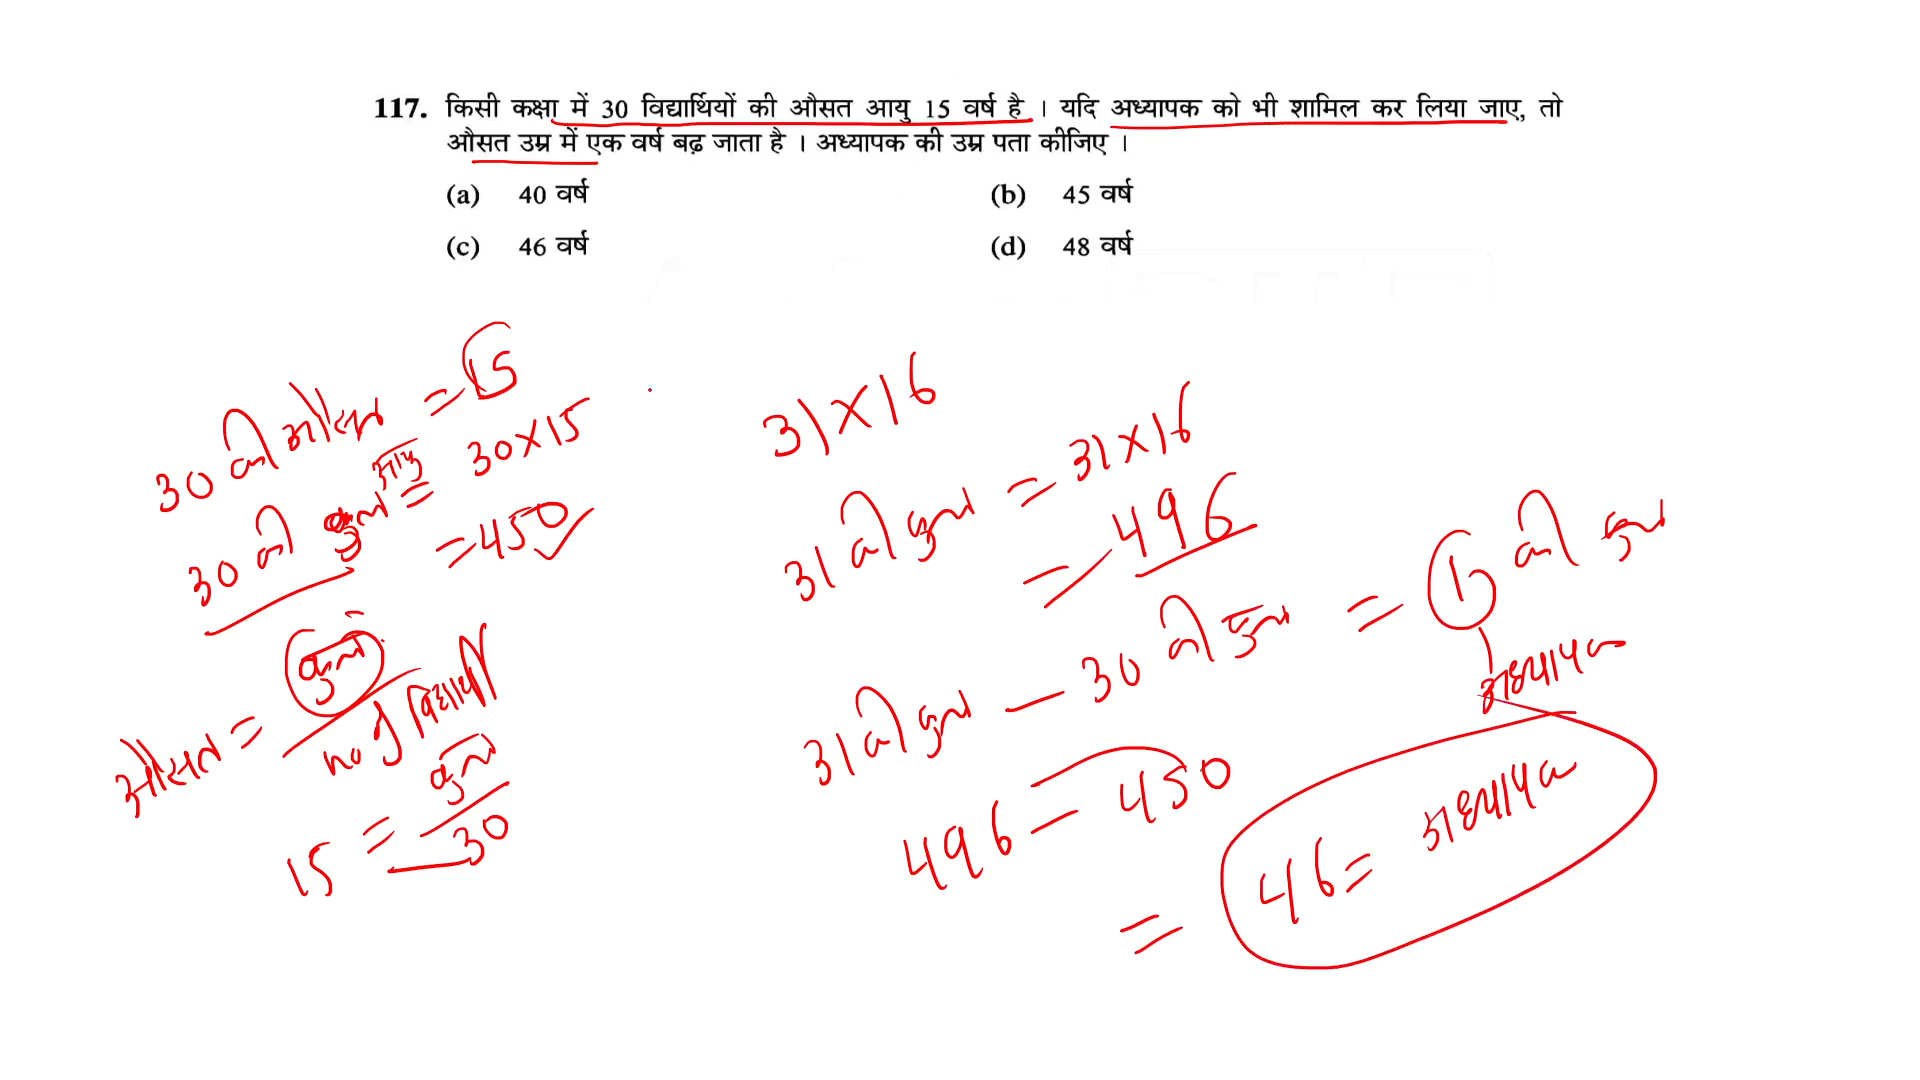 117. किसी कक्षा में 30 विद्यार्थियों की औसत आयु 15 वर्ष है । यदि अध्यापक को भी शामिल कर लिया जाए, तो
औसत उम्र में एक वर्ष बढ़ जाता है । अध्यापक की उम्र पता कीजिए ।
(a) 40 वर्ष (b) 45 वर्ष
(c) 46 वर्ष (d) 48 वर्ष
30 की औसत = 15
आयु
30 की कुल = 30×15
=450
औसत = कुल
no of विद्यार्थी
15 = कुल
30
31×16
31 की कुल = 31×16
= 496
31 की कुल — 30 की कुल = 1 की कुल
अध्यापक
496 — 450
= 46 = अध्यापक